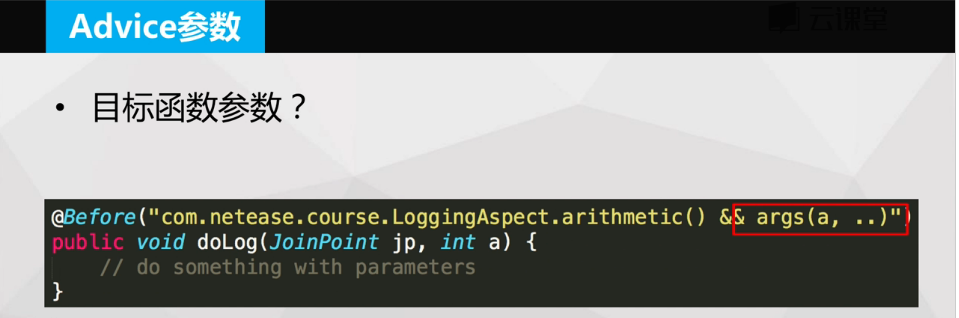 Advice参数
云课堂
• 目标函数参数？
@Before("com.netease.course.LoggingAspect.arithmetic() && args(a, ..)")
public void doLog(JoinPoint jp, int a) {
    // do something with parameters
}